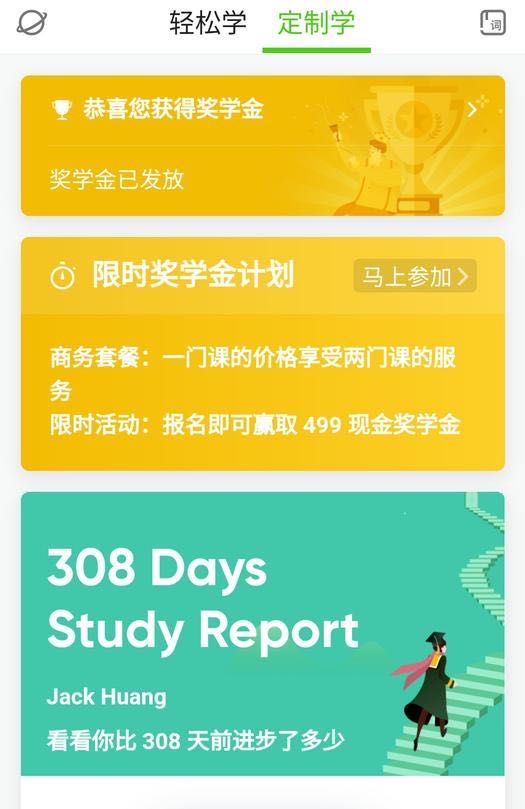 轻松学 定制学
词
恭喜您获得奖学金
奖学金已发放
限时奖学金计划 马上参加
商务套餐：一门课的价格享受两门课的服
务
限时活动：报名即可赢取 499 现金奖学金
308 Days
Study Report
Jack Huang
看看你比 308 天前进步了多少